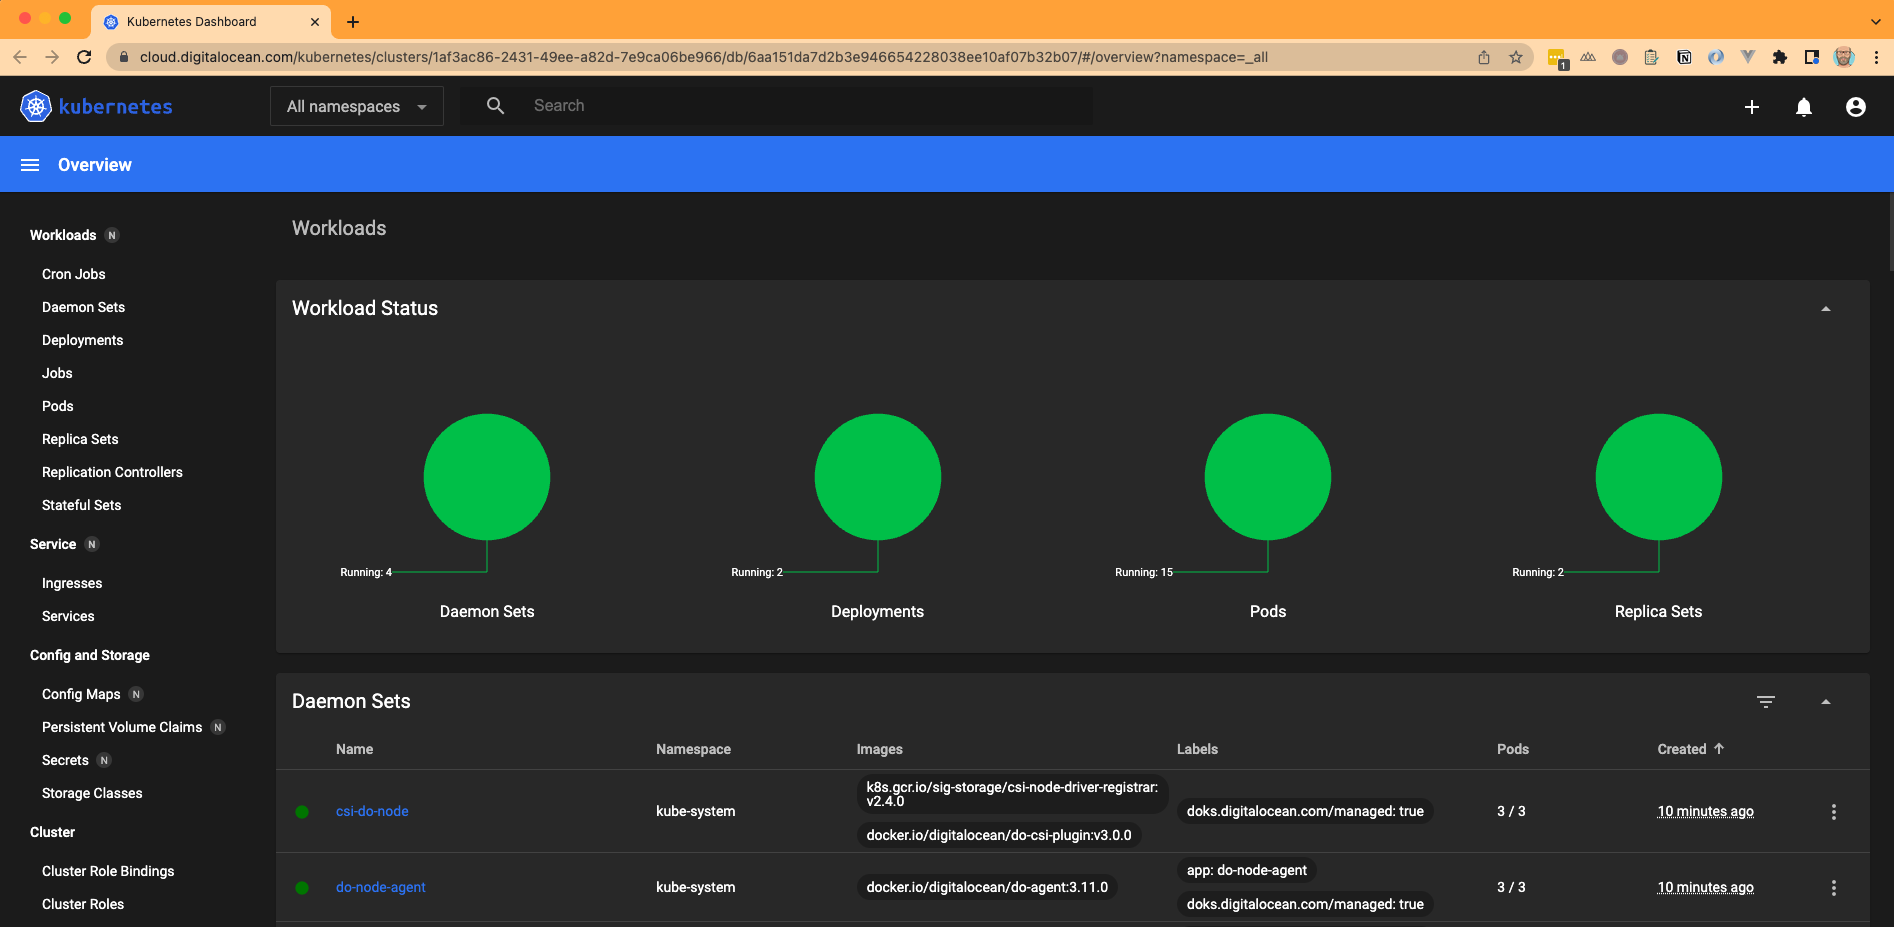 Kubernetes Dashboard
cloud.digitalocean.com/kubernetes/clusters/1af3ac86-2431-49ee-a82d-7e9ca06be966/db/6aa151da7d2b3e946654228038ee10af07b32b07/#/overview?namespace=_all
1
kubernetes
All namespaces
Search
Overview
Workloads N
Cron Jobs
Daemon Sets
Deployments
Jobs
Pods
Replica Sets
Replication Controllers
Stateful Sets
Service N
Ingresses
Services
Config and Storage
Config Maps N
Persistent Volume Claims N
Secrets N
Storage Classes
Cluster
Cluster Role Bindings
Cluster Roles
Workloads
Workload Status
Running: 4
Daemon Sets
Running: 2
Deployments
Running: 15
Pods
Running: 2
Replica Sets
Daemon Sets
Name Namespace Images Labels Pods Created
csi-do-node
kube-system
k8s.gcr.io/sig-storage/csi-node-driver-registrar:
v2.4.0
docker.io/digitalocean/do-csi-plugin:v3.0.0
doks.digitalocean.com/managed: true
3 / 3
10 minutes ago
do-node-agent
kube-system
docker.io/digitalocean/do-agent:3.11.0
app: do-node-agent
doks.digitalocean.com/managed: true
3 / 3
10 minutes ago